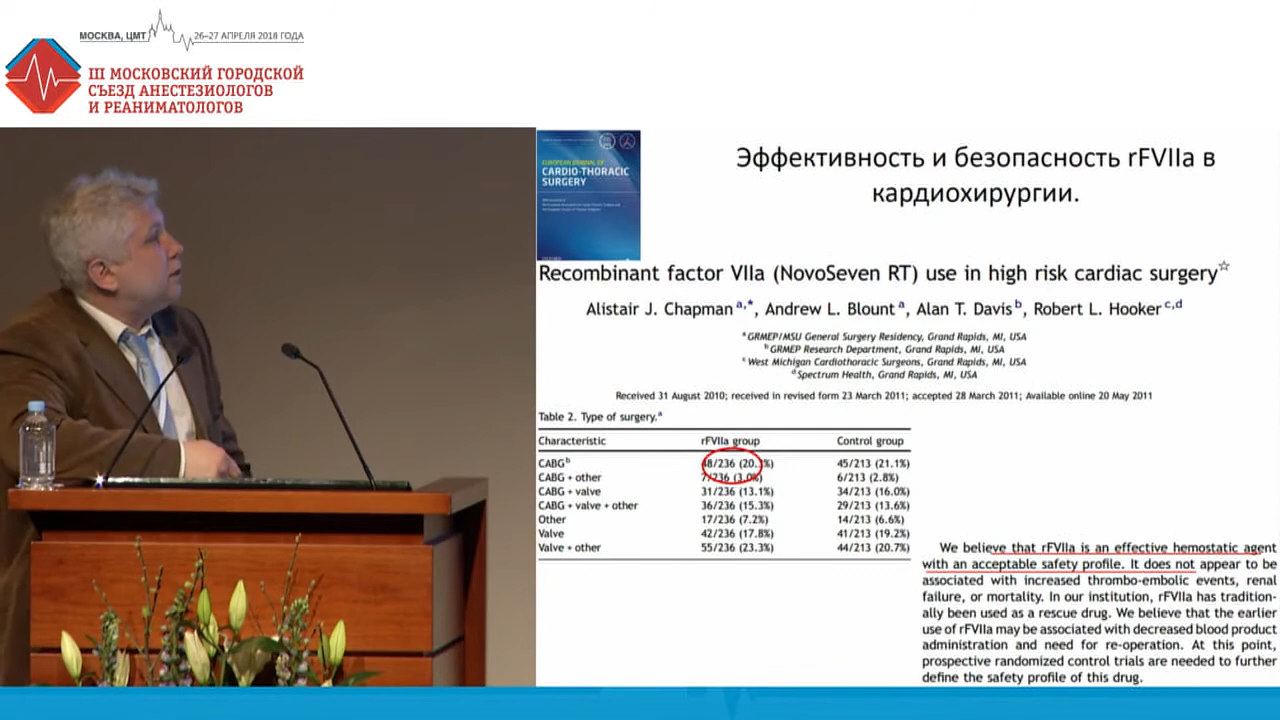 МОСКВА, ЦМТ 26–27 АПРЕЛЯ 2018 ГОДА
III МОСКОВСКИЙ ГОРОДСКОЙ
СЪЕЗД АНЕСТЕЗИОЛОГОВ
И РЕАНИМАТОЛОГОВ
EUROPEAN JOURNAL OF
CARDIO-THORACIC
SURGERY
Эффективность и безопасность rFVIIa в
кардиохирургии.
Recombinant factor VIIa (NovoSeven RT) use in high risk cardiac surgery☆
Alistair J. Chapman a,*, Andrew L. Blount a, Alan T. Davis b, Robert L. Hooker c,d
a GRMEP/MSU General Surgery Residency, Grand Rapids, MI, USA
b GRMEP Research Department, Grand Rapids, MI, USA
c West Michigan Cardiothoracic Surgeons, Grand Rapids, MI, USA
d Spectrum Health, Grand Rapids, MI, USA
Received 31 August 2010; received in revised form 23 March 2011; accepted 28 March 2011; Available online 20 May 2011
Table 2. Type of surgery.a
Characteristic rFVIIa group Control group
CABGb 48/236 (20.3%) 45/213 (21.1%)
CABG + other 7/236 (3.0%) 6/213 (2.8%)
CABG + valve 31/236 (13.1%) 34/213 (16.0%)
CABG + valve + other 36/236 (15.3%) 29/213 (13.6%)
Other 17/236 (7.2%) 14/213 (6.6%)
Valve 42/236 (17.8%) 41/213 (19.2%)
Valve + other 55/236 (23.3%) 44/213 (20.7%)
We believe that rFVIIa is an effective hemostatic agent
with an acceptable safety profile. It does not appear to be
associated with increased thrombo-embolic events, renal
failure, or mortality. In our institution, rFVIIa has tradition-
ally been used as a rescue drug. We believe that the earlier
use of rFVIIa may be associated with decreased blood product
administration and need for re-operation. At this point,
prospective randomized control trials are needed to further
define the safety profile of this drug.